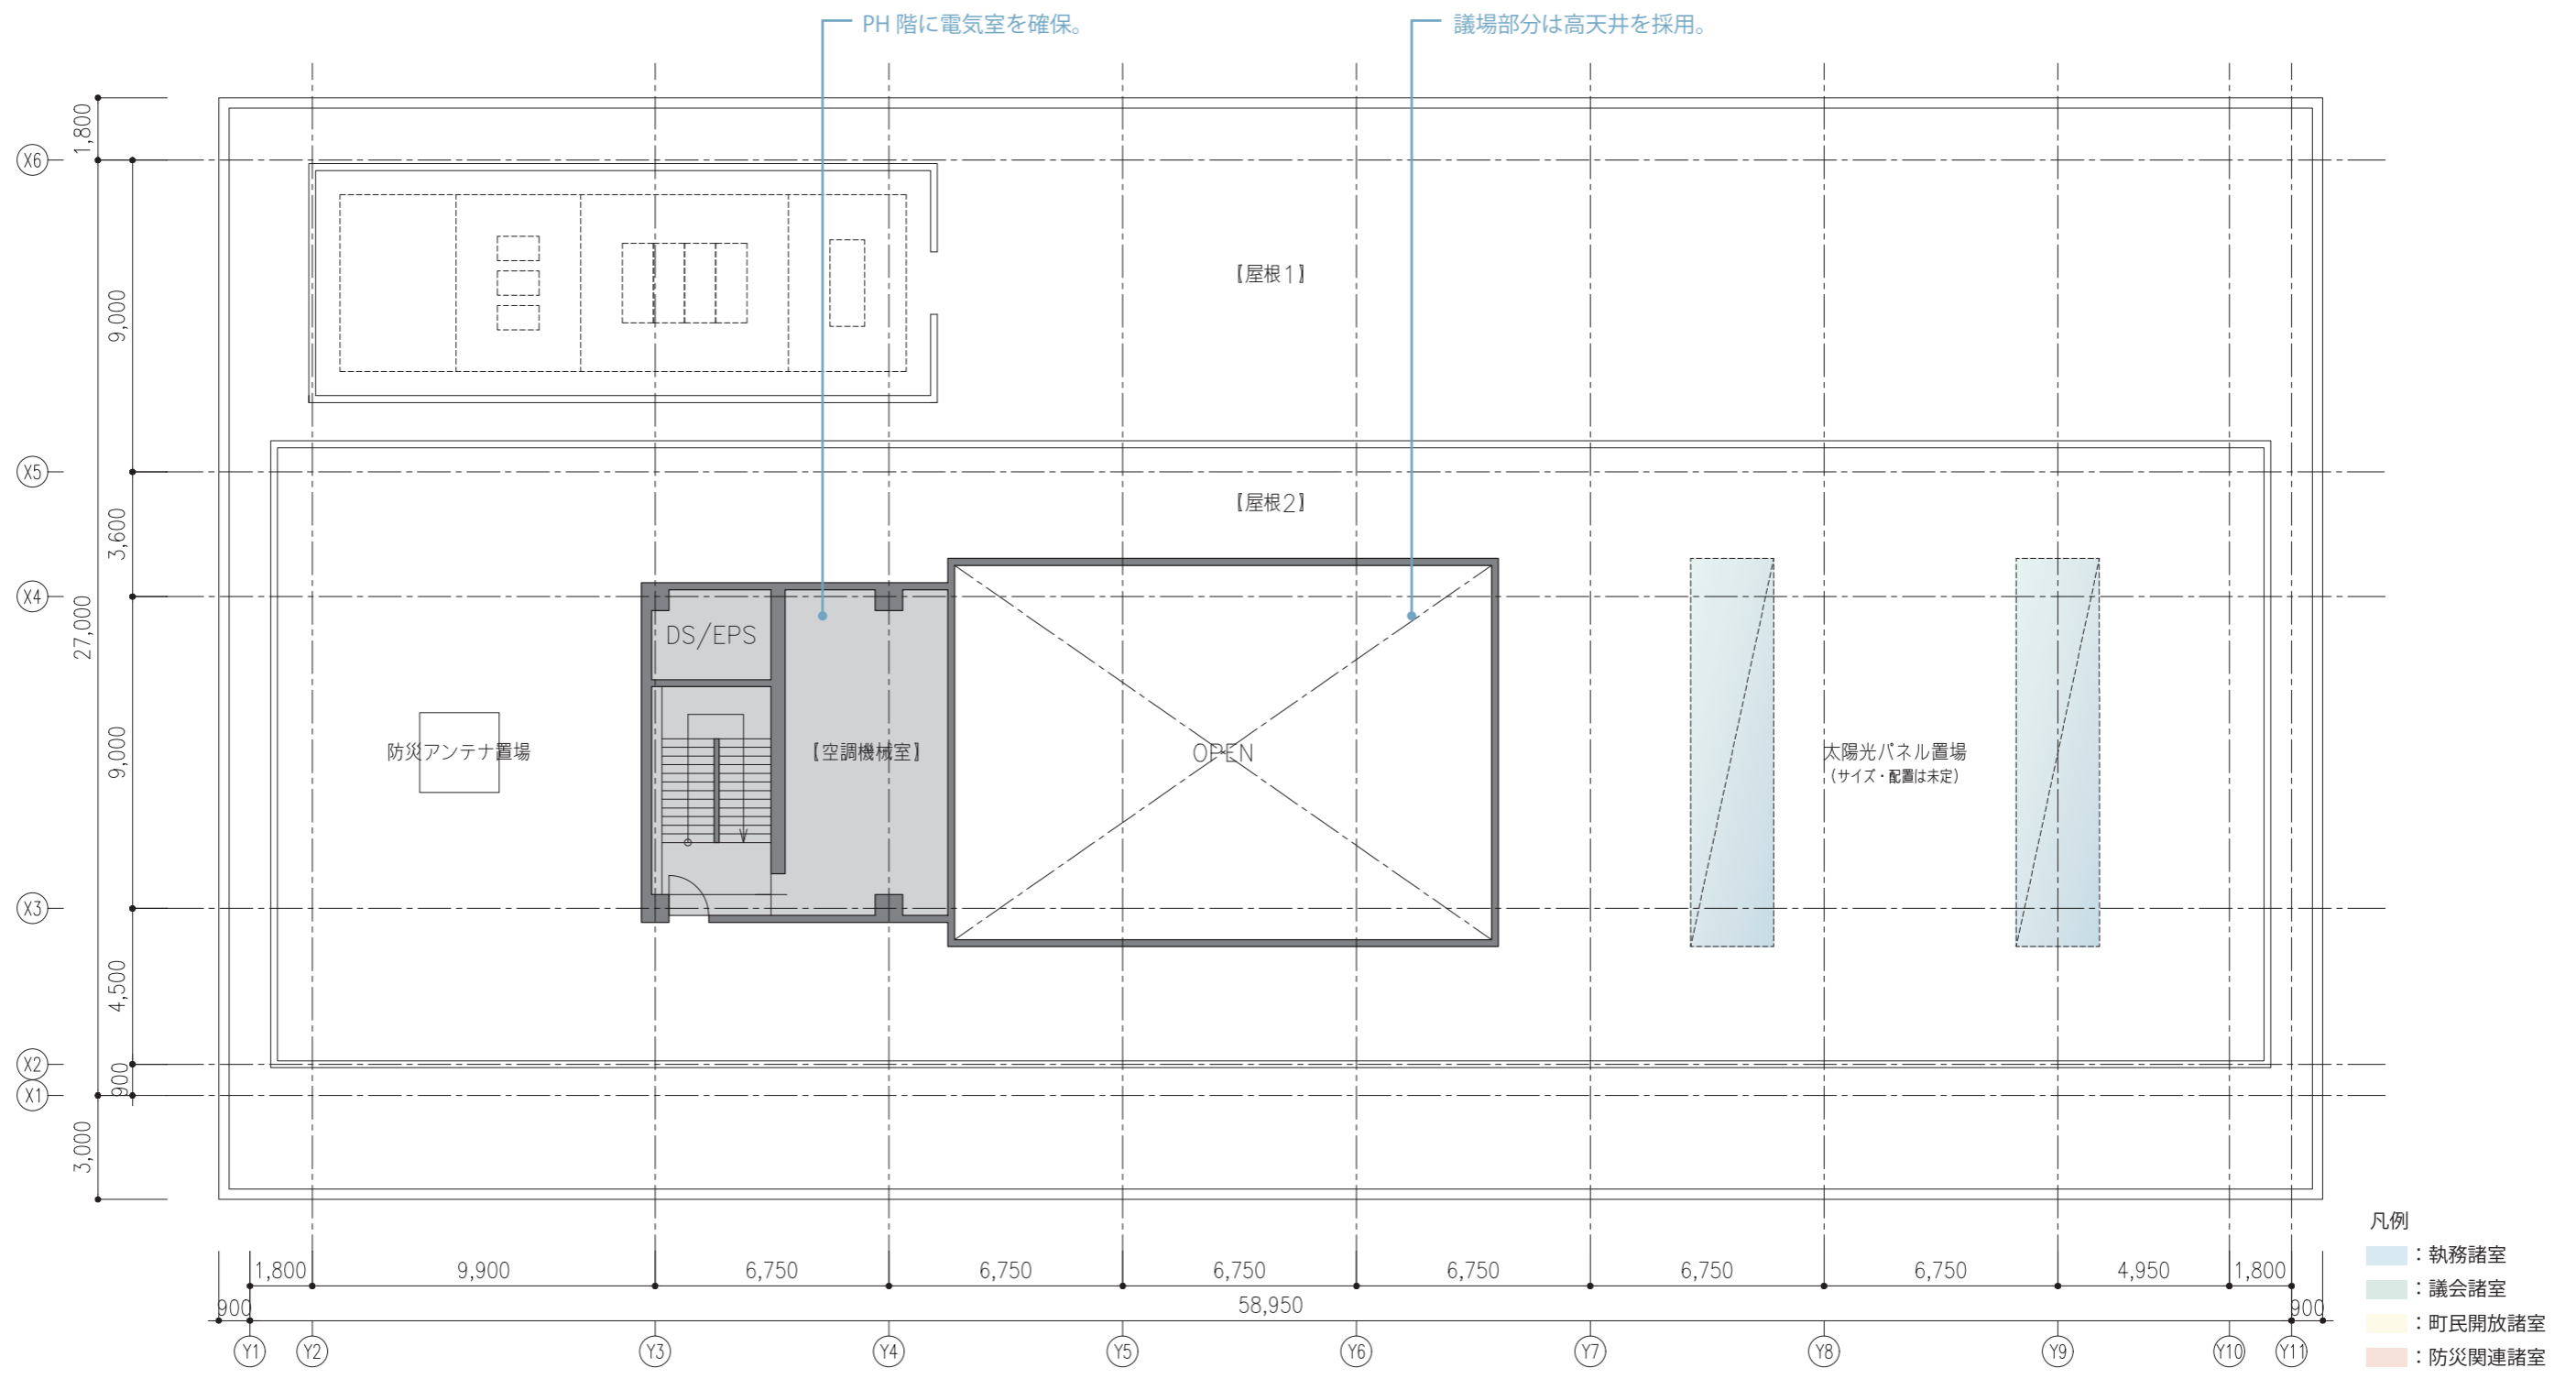 PH 階に電気室を確保。
議場部分は高天井を採用。
1,800
X6
9,000
【屋根1】
X5
3,600
【屋根2】
X4
27,000
DS/EPS
9,000
防災アンテナ置場
【空調機械室】
OPEN
太陽光パネル置場
（サイズ・配置は未定）
X3
4,500
X2
900
X1
3,000
1,800
9,900
6,750
6,750
6,750
6,750
6,750
6,750
4,950
1,800
900
58,950
900
Y1
Y2
Y3
Y4
Y5
Y6
Y7
Y8
Y9
Y10
Y11
凡例
：執務諸室
：議会諸室
：町民開放諸室
：防災関連諸室